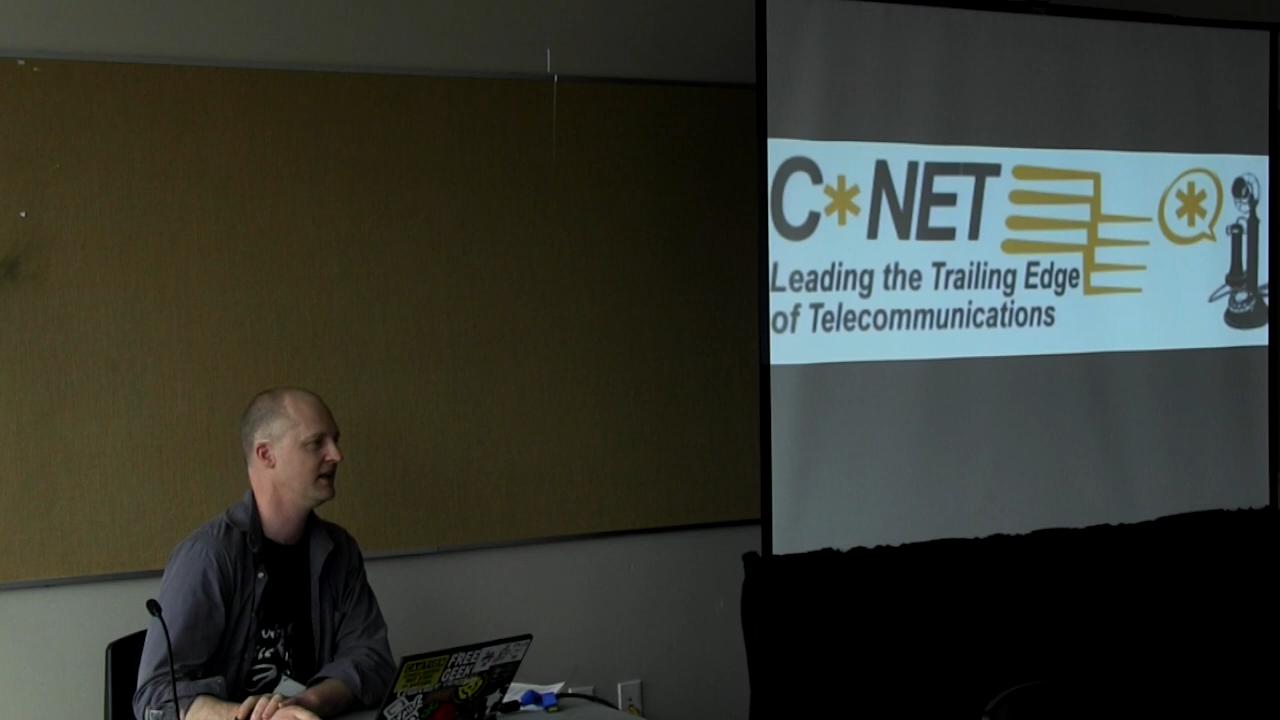 C*NET
Leading the Trailing Edge
of Telecommunications
FREE
GEEK